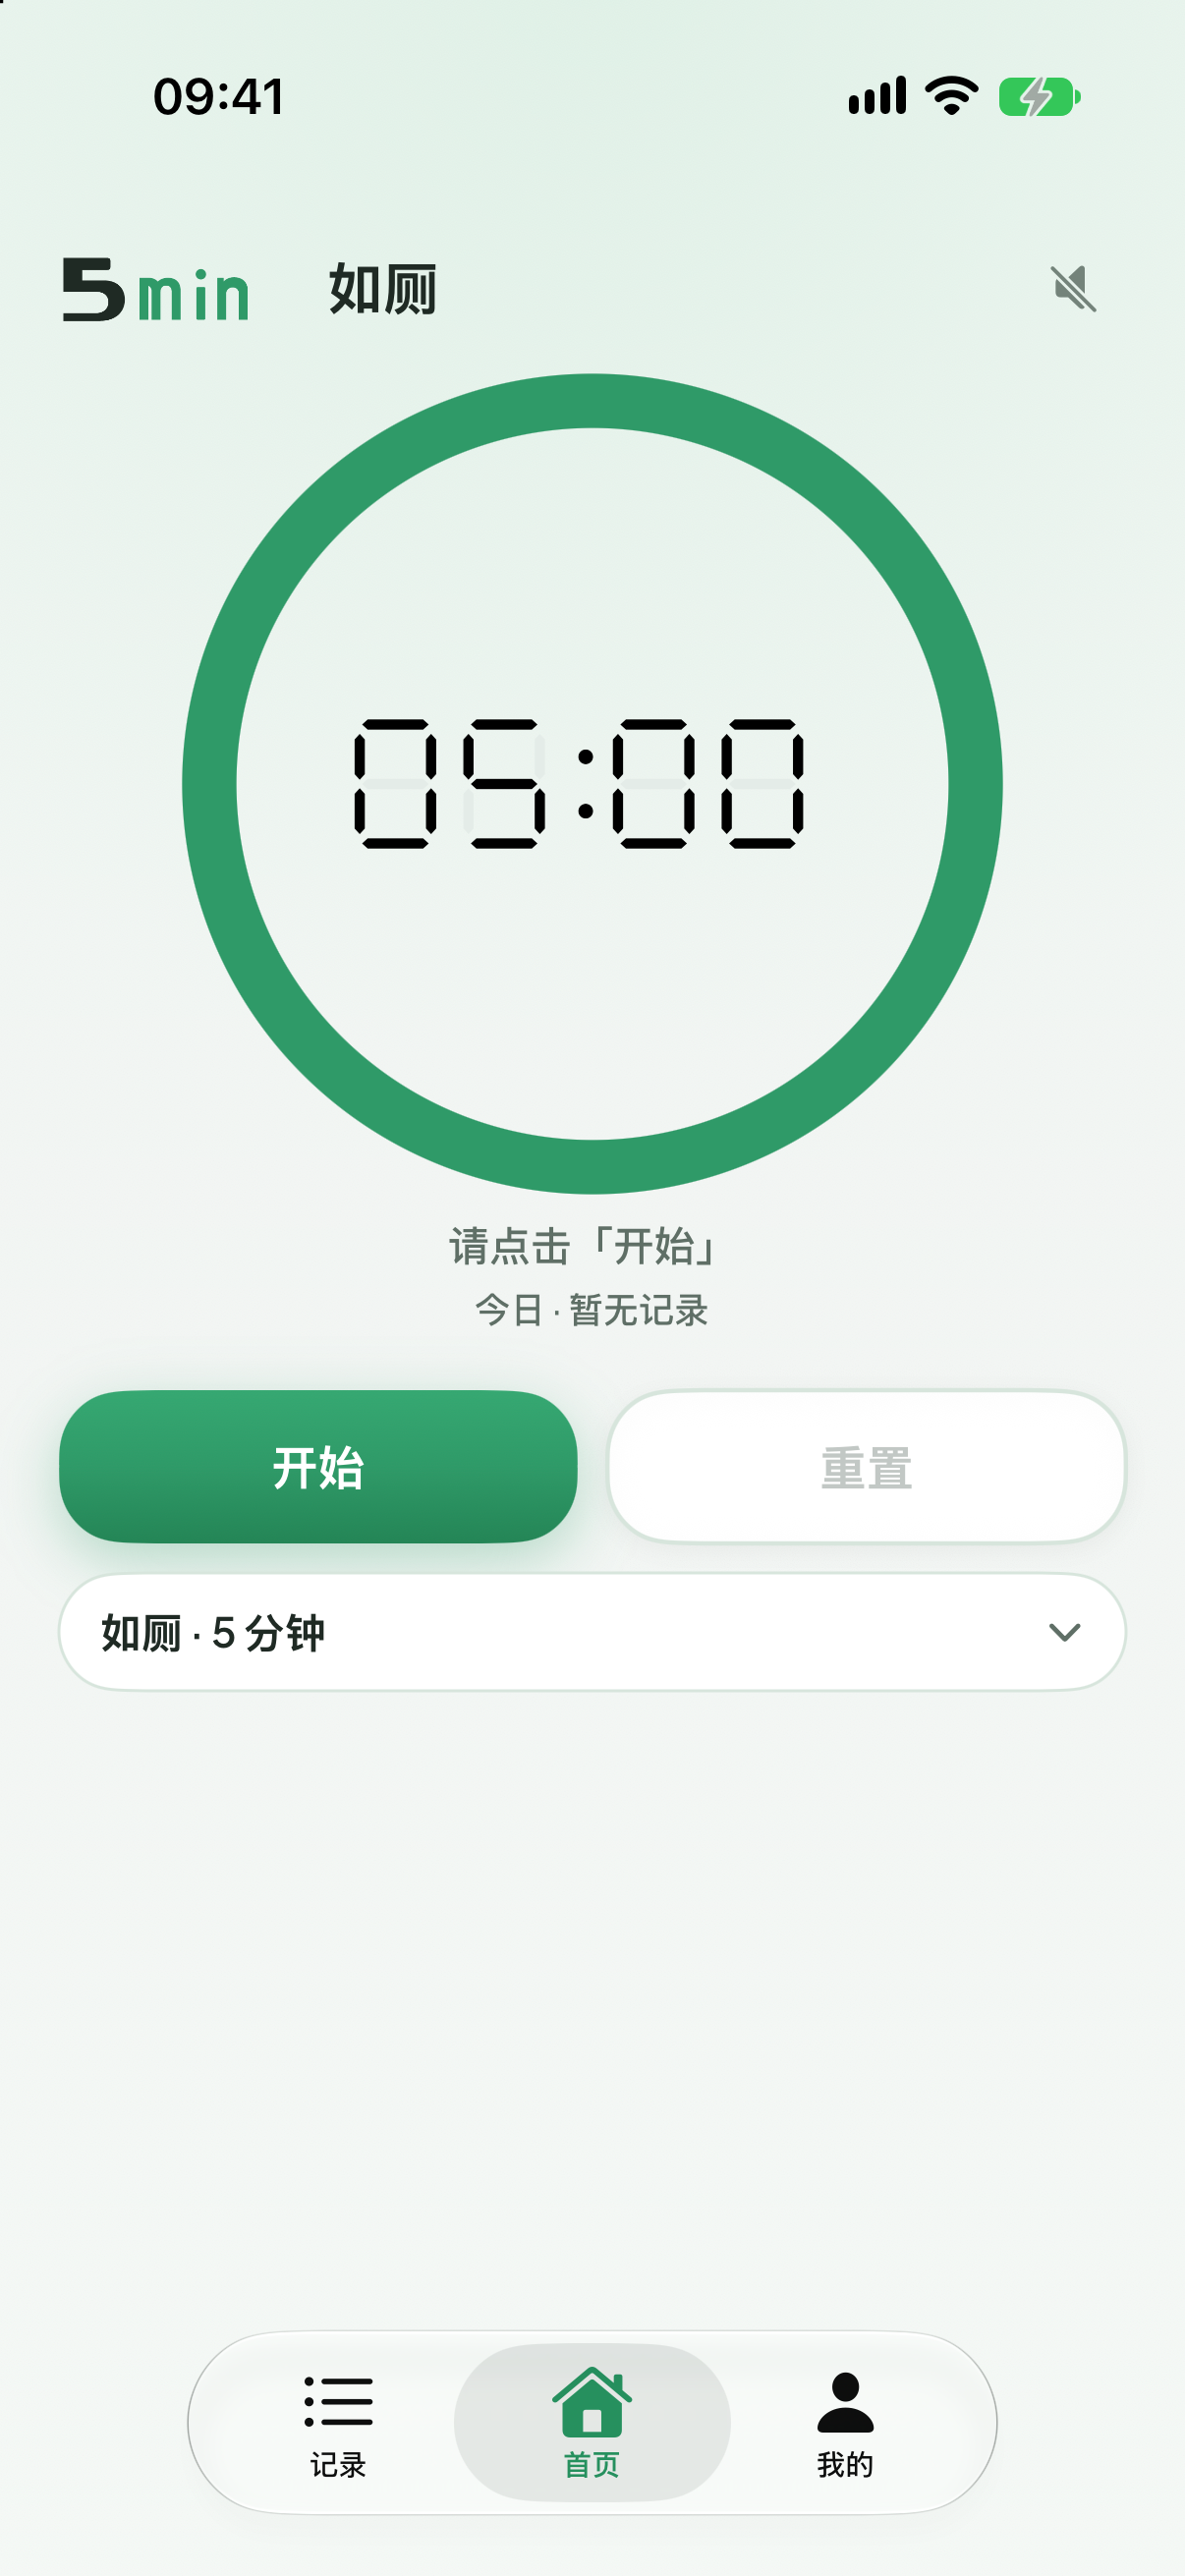 09:41
5min 如厕
05:00
请点击「开始」
今日 · 暂无记录
开始 重置
如厕 · 5 分钟
记录 首页 我的